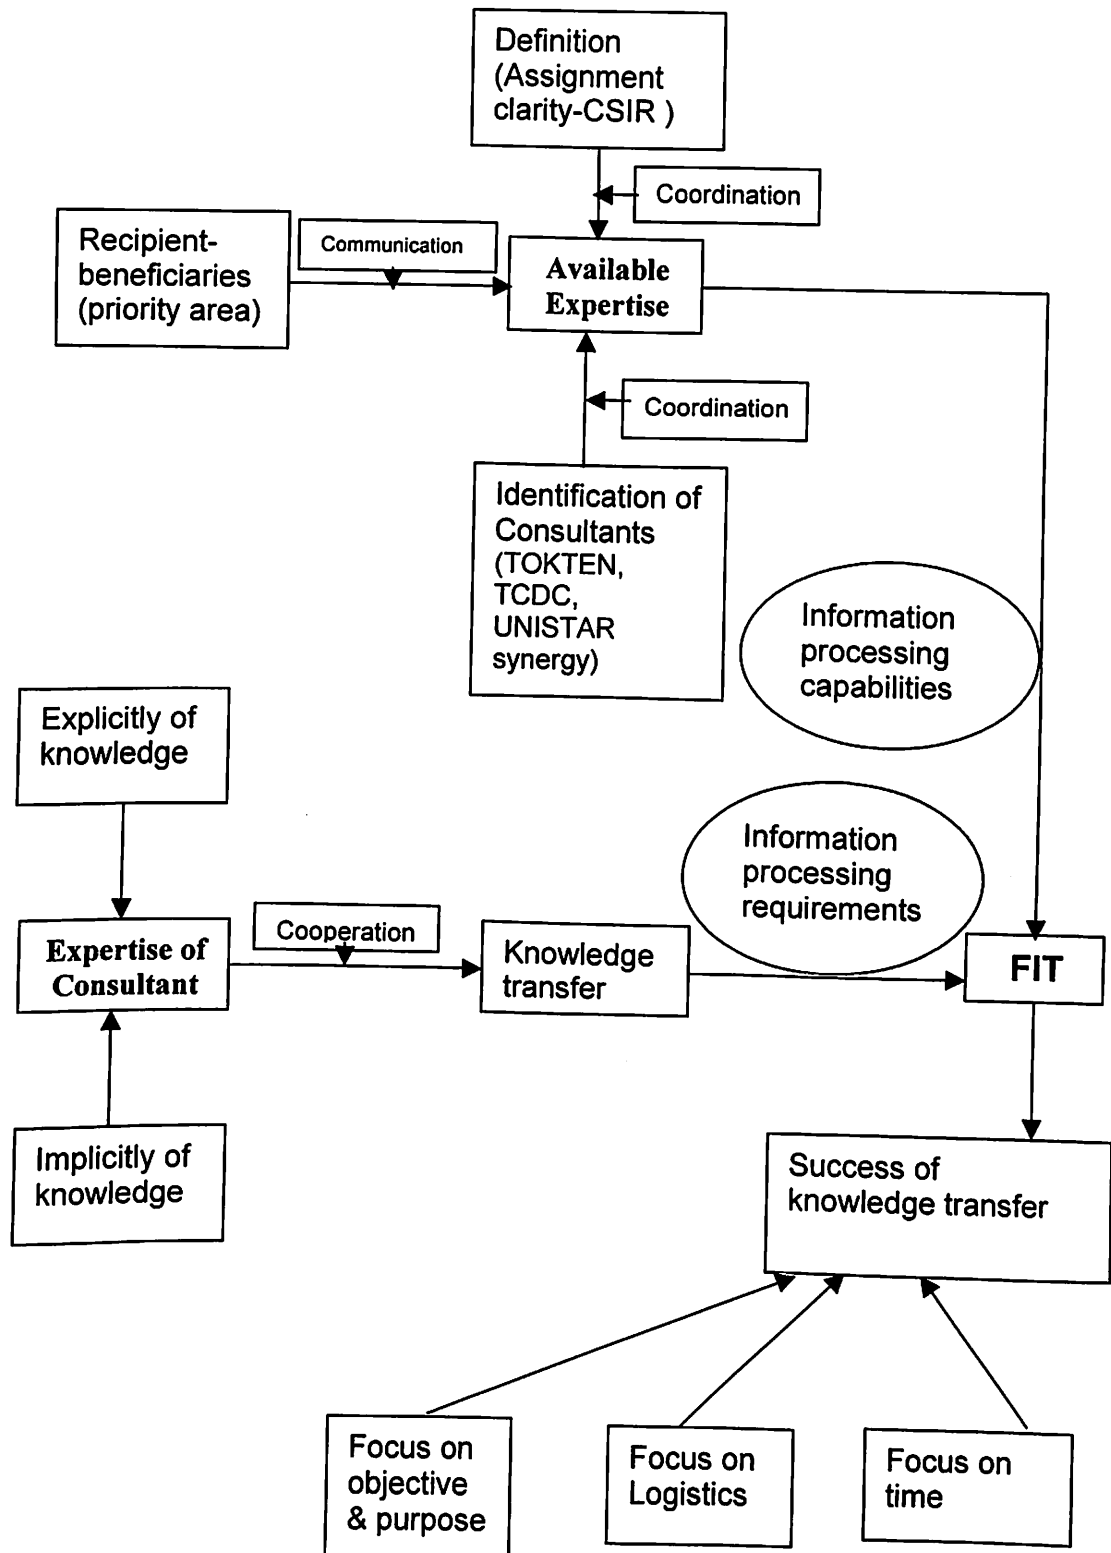 Definition
(Assignment
clarity-CSIR )
Coordination
Recipient-
beneficiaries
(priority area)
Communication
Available
Expertise
Coordination
Identification of
Consultants
(TOKTEN,
TCDC,
UNISTAR
synergy)
Information
processing
capabilities
Explicitly of
knowledge
Information
processing
requirements
Expertise of
Consultant
Cooperation
Knowledge
transfer
FIT
Implicitly of
knowledge
Success of
knowledge transfer
Focus on
objective
& purpose
Focus on
Logistics
Focus on
time